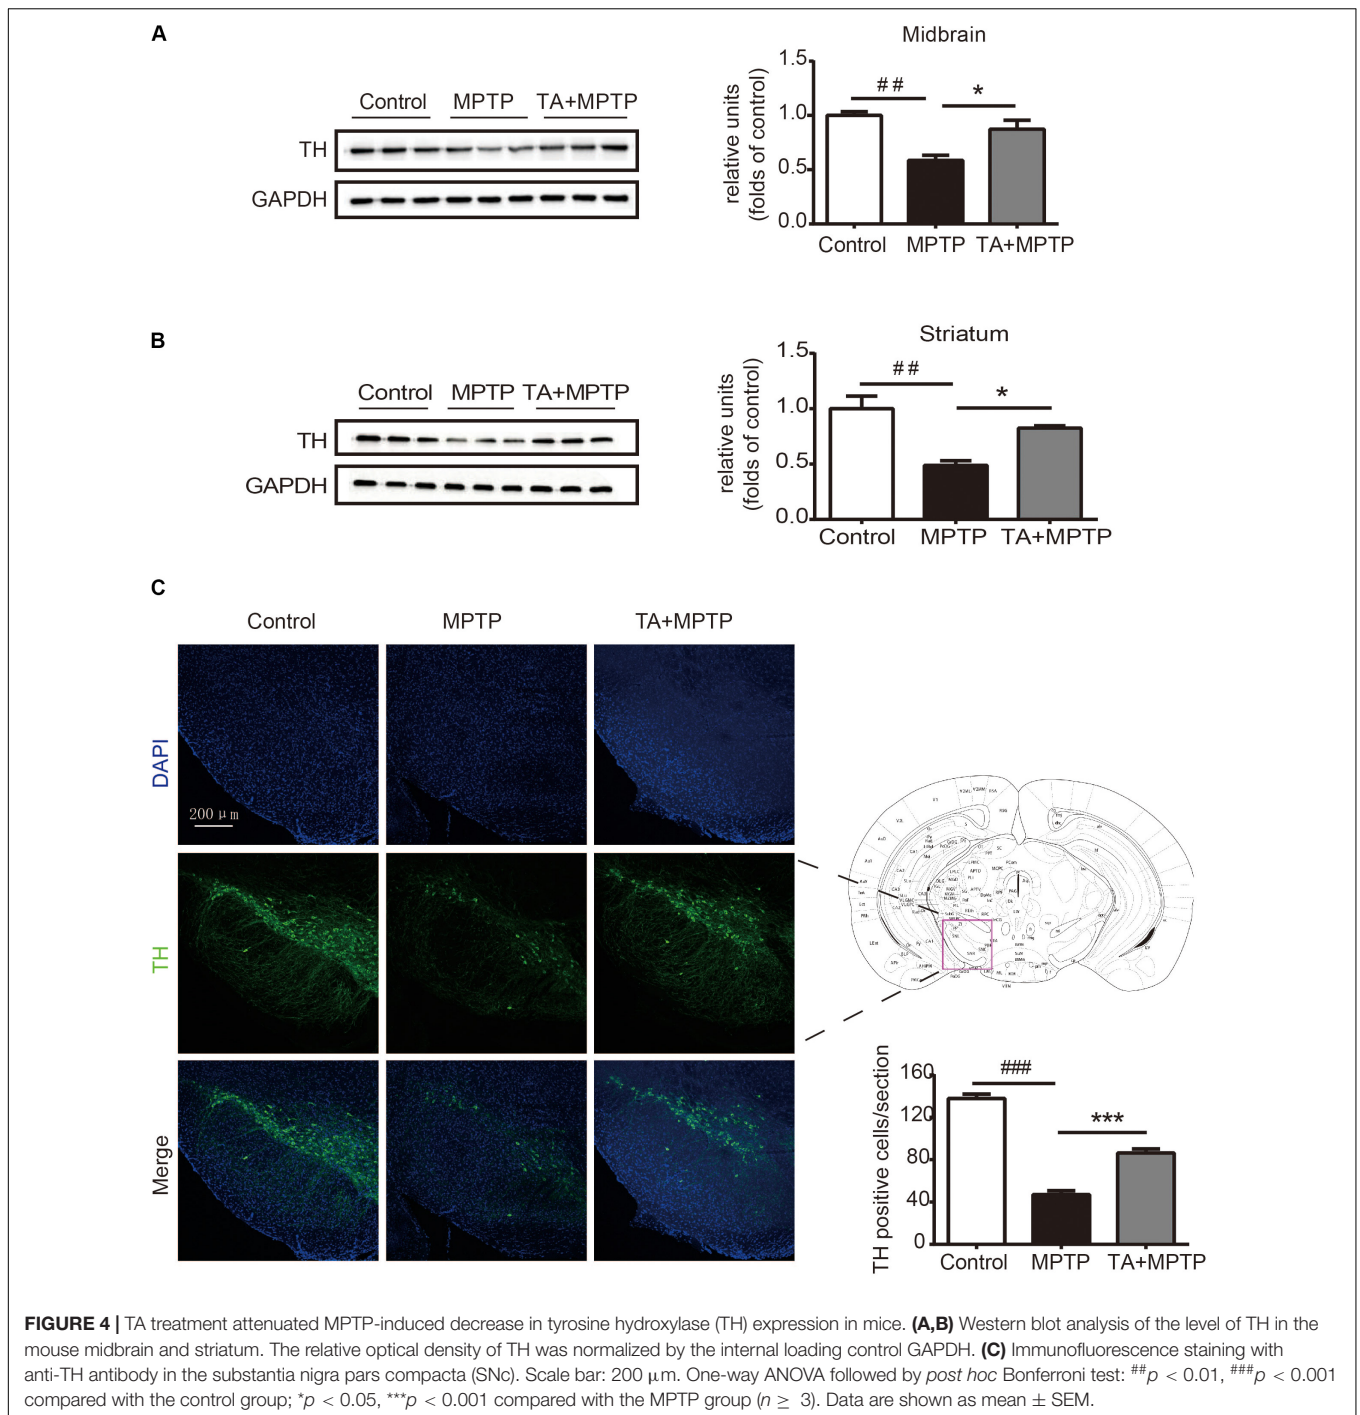 A
Control MPTP TA+MPTP
TH
GAPDH
Midbrain
relative units
(folds of control)
1.5
1.0
0.5
0.0
## *
Control MPTP TA+MPTP
B
Control MPTP TA+MPTP
TH
GAPDH
Striatum
relative units
(folds of control)
1.5
1.0
0.5
0.0
## *
Control MPTP TA+MPTP
C
Control MPTP TA+MPTP
DAPI
200 μm
TH
Merge
TH positive cells/section
160
120
80
40
0
### ***
Control MPTP TA+MPTP
FIGURE 4 | TA treatment attenuated MPTP-induced decrease in tyrosine hydroxylase (TH) expression in mice. (A,B) Western blot analysis of the level of TH in the
mouse midbrain and striatum. The relative optical density of TH was normalized by the internal loading control GAPDH. (C) Immunofluorescence staining with
anti-TH antibody in the substantia nigra pars compacta (SNc). Scale bar: 200 μm. One-way ANOVA followed by post hoc Bonferroni test: ##p < 0.01, ###p < 0.001
compared with the control group; *p < 0.05, ***p < 0.001 compared with the MPTP group (n ≥ 3). Data are shown as mean ± SEM.